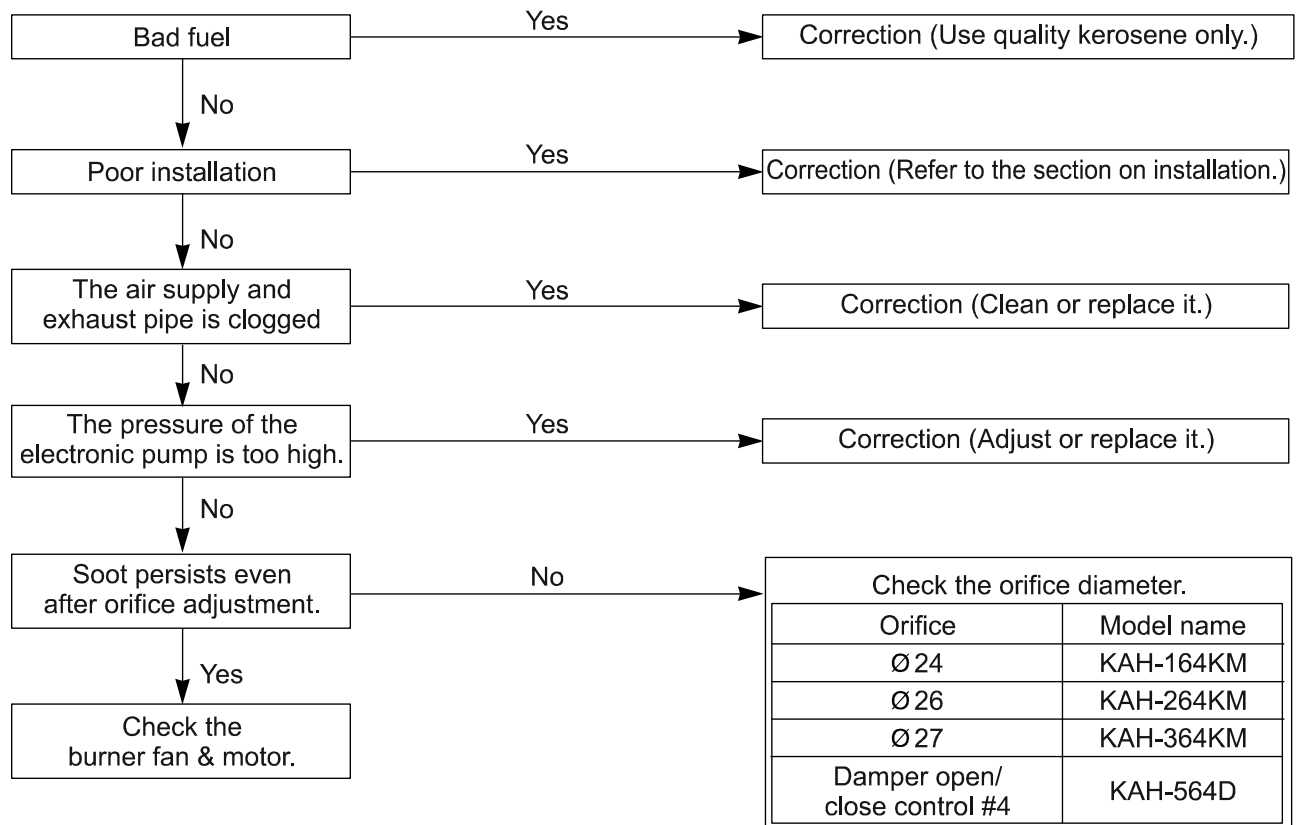 Bad fuel
Yes
Correction (Use quality kerosene only.)
No
Poor installation
Yes
Correction (Refer to the section on installation.)
No
The air supply and
exhaust pipe is clogged
Yes
Correction (Clean or replace it.)
No
The pressure of the
electronic pump is too high.
Yes
Correction (Adjust or replace it.)
No
Soot persists even
after orifice adjustment.
No
Check the orifice diameter.
Orifice Model name
Ø 24 KAH-164KM
Ø 26 KAH-264KM
Ø 27 KAH-364KM
Damper open/
close control #4 KAH-564D
Yes
Check the
burner fan & motor.